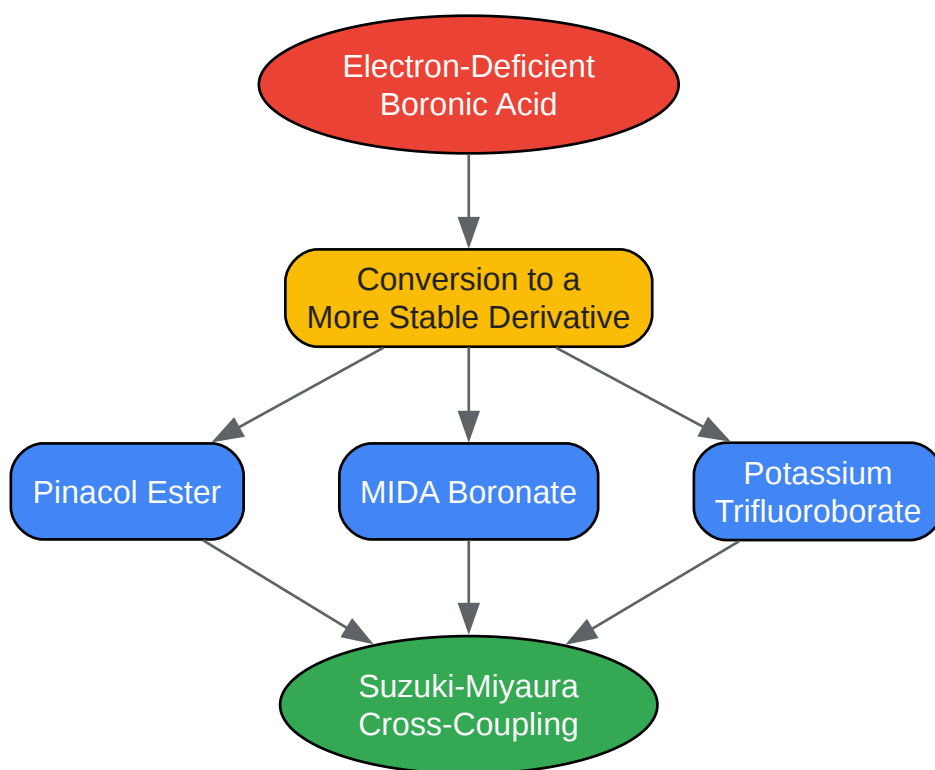 Electron-Deficient
Boronic Acid
Conversion to a
More Stable Derivative
Pinacol Ester
MIDA Boronate
Potassium
Trifluoroborate
Suzuki-Miyaura
Cross-Coupling